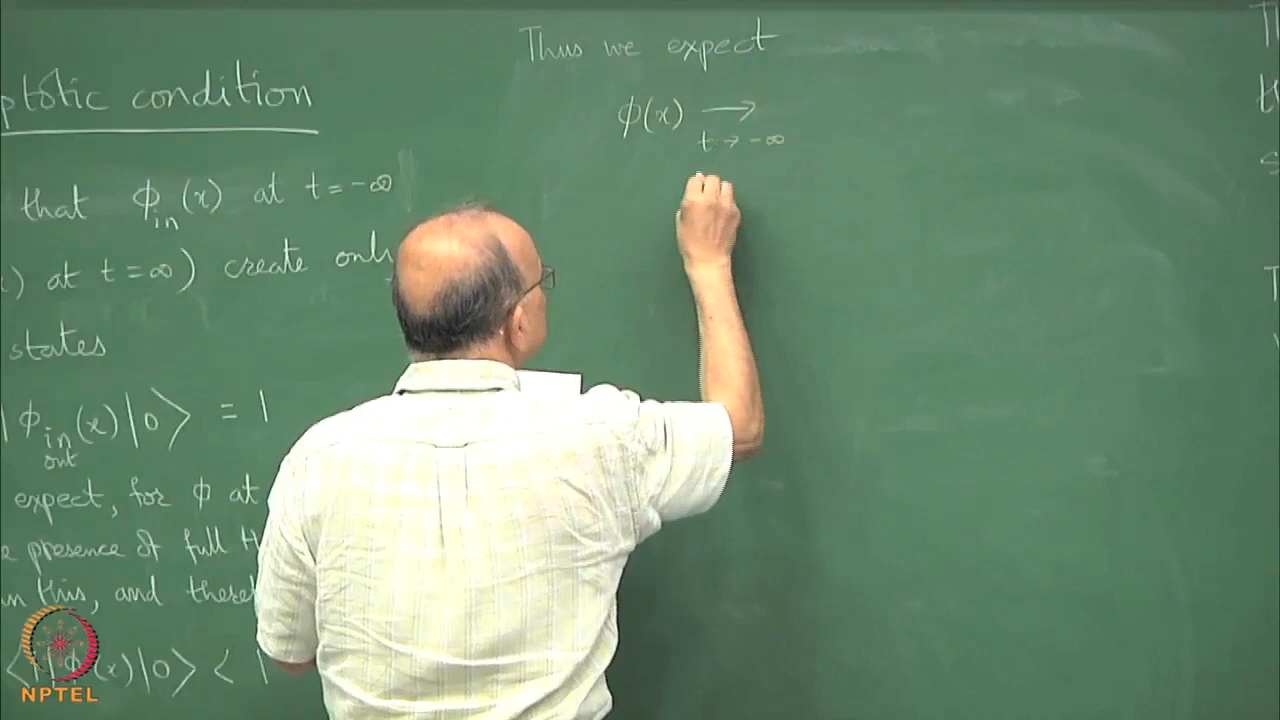 ptotic condition
that ϕ_in(x) at t = -∞
) at t = ∞) create only
states
|ϕ_in(x)|0⟩ = 1
out
expect, for ϕ at
presence of full H
in this, and
⟨1|ϕ(x)|0⟩ < 1
Thus we expect
ϕ(x) →
t → -∞
NPTEL